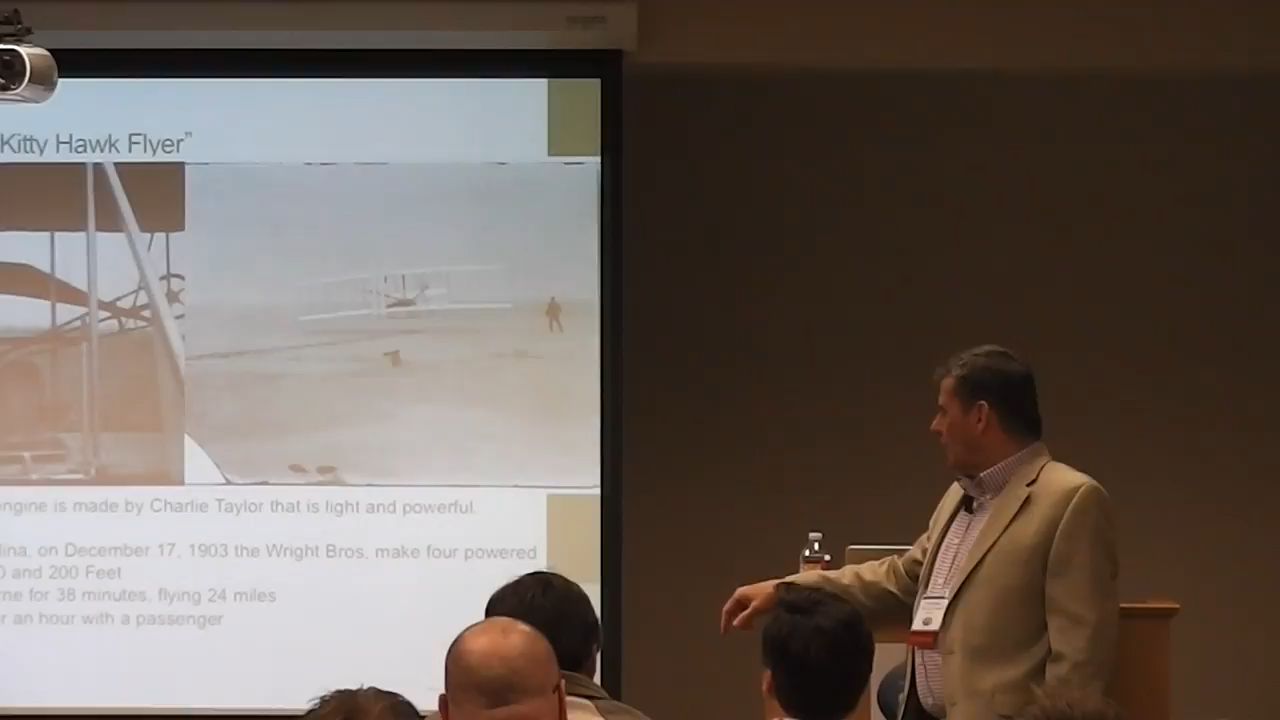 Kitty Hawk Flyer"
ngine is made by Charlie Taylor that is light and powerful.
lina, on December 17, 1903 the Wright Bros. make four powered
0 and 200 Feet
rne for 38 minutes, flying 24 miles
r an hour with a passenger